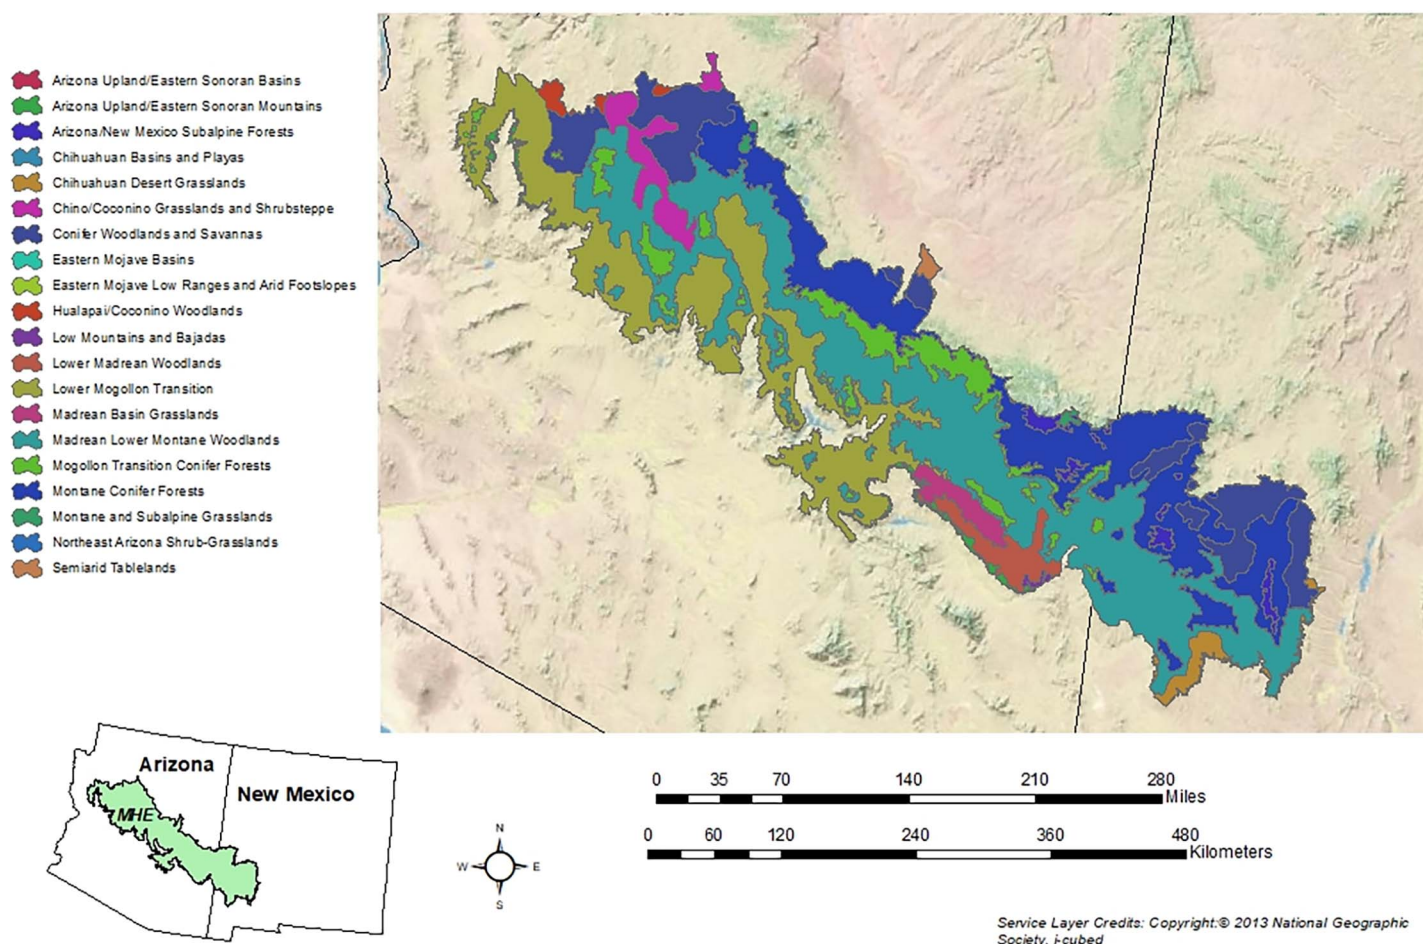 Arizona Upland/Eastern Sonoran Basins
Arizona Upland/Eastern Sonoran Mountains
Arizona/New Mexico Subalpine Forests
Chihuahuan Basins and Playas
Chihuahuan Desert Grasslands
Chino/Coconino Grasslands and Shrubsteppe
Conifer Woodlands and Savannas
Eastern Mojave Basins
Eastern Mojave Low Ranges and Arid Footslopes
Hualapai/Coconino Woodlands
Low Mountains and Bajadas
Lower Madrean Woodlands
Lower Mogollon Transition
Madrean Basin Grasslands
Madrean Lower Montane Woodlands
Mogollon Transition Conifer Forests
Montane Conifer Forests
Montane and Subalpine Grasslands
Northeast Arizona Shrub-Grasslands
Semiarid Tablelands
Arizona
New Mexico
MHE
N
W E
S
0 35 70 140 210 280
Miles
0 60 120 240 360 480
Kilometers
Service Layer Credits: Copyright:© 2013 National Geographic
Society, i-cubed